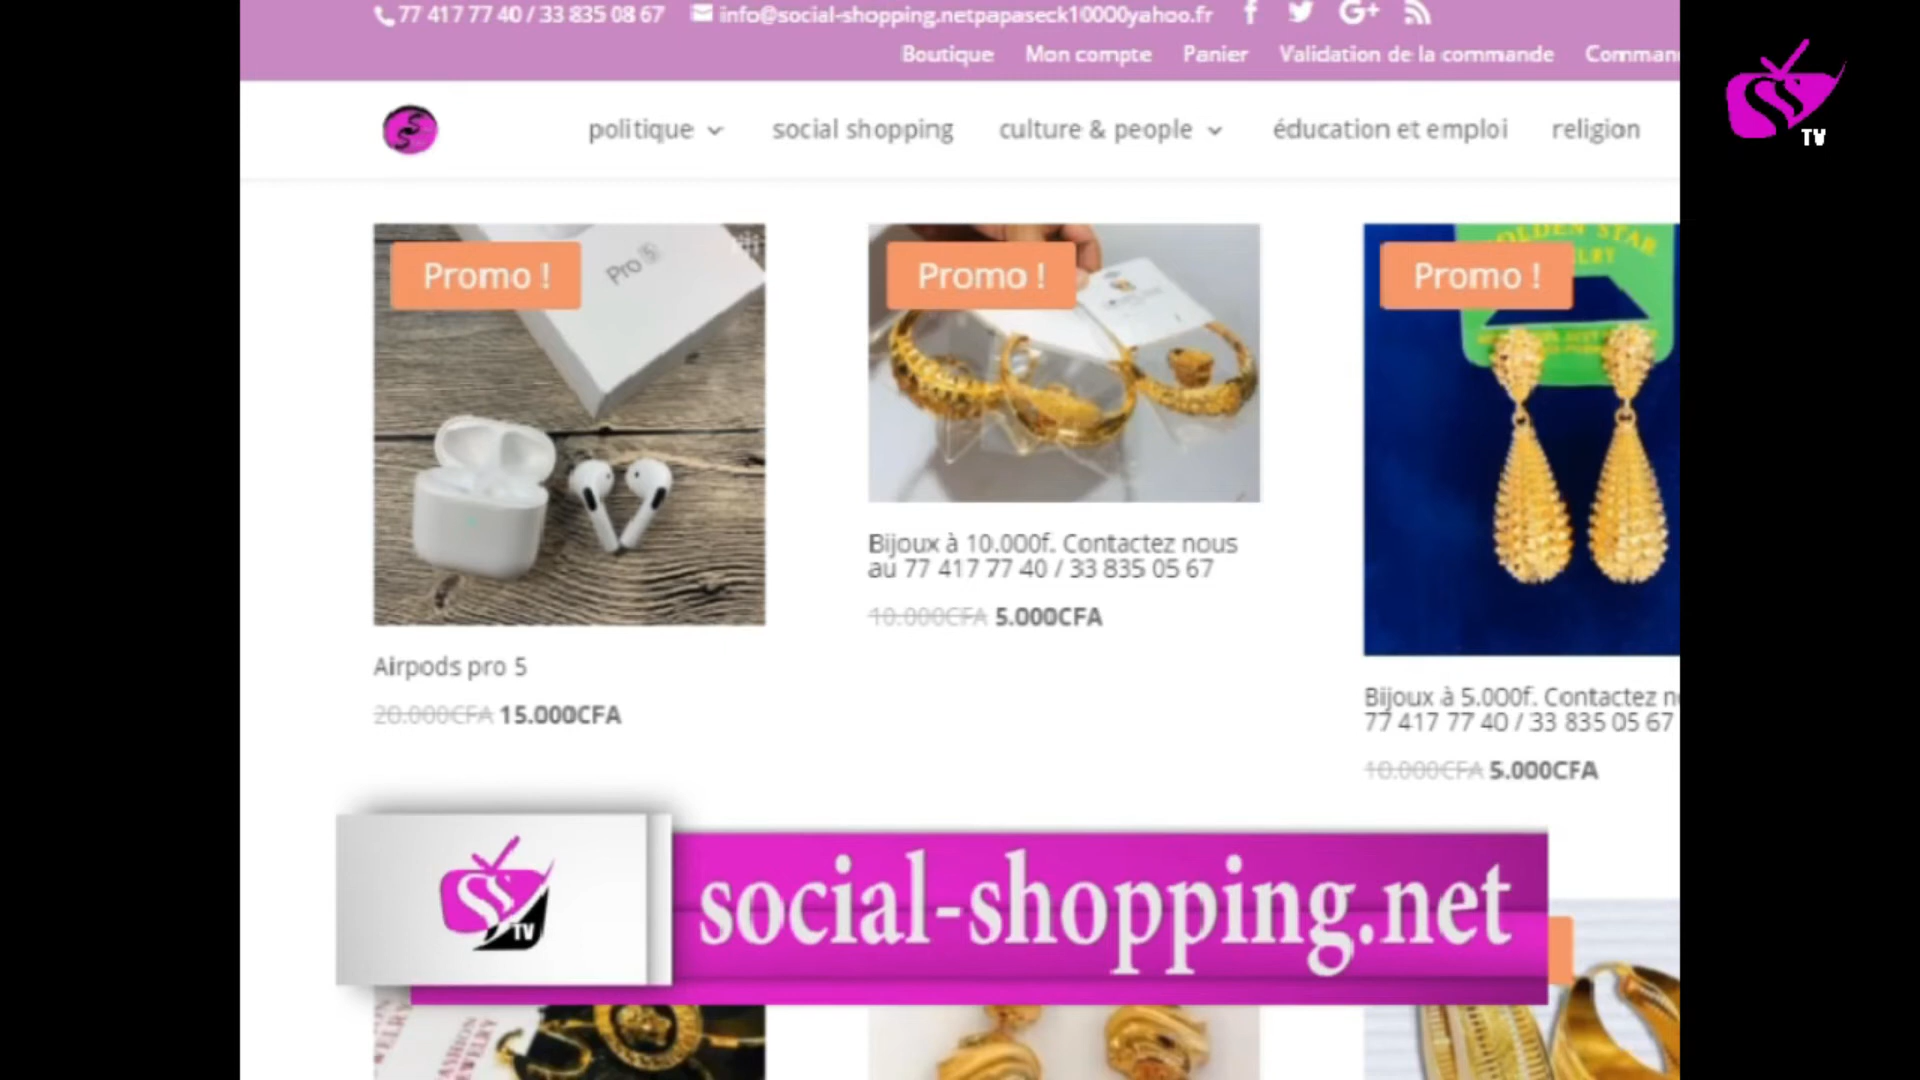 77 417 77 40 / 33 835 08 67 info@social-shopping.netpapaseck10000yahoo.fr
Boutique Mon compte Panier Validation de la commande Comman
politique social shopping culture & people éducation et emploi religion
TV
Promo !
Pro 5
Promo !
Promo !
GOLDEN STAR
Airpods pro 5
20.000CFA 15.000CFA
Bijoux à 10.000f. Contactez nous
au 77 417 77 40 / 33 835 05 67
10.000CFA 5.000CFA
Bijoux à 5.000f. Contactez n
77 417 77 40 / 33 835 05 67
10.000CFA 5.000CFA
SS TV
social-shopping.net